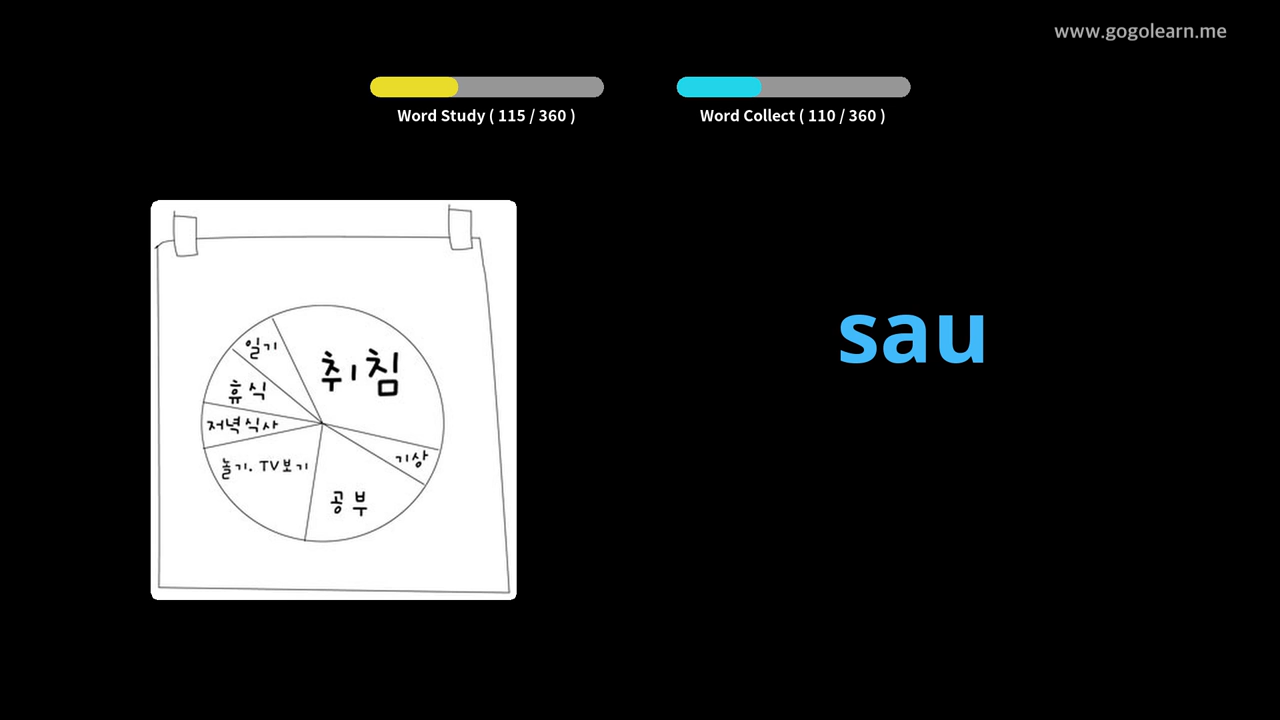 www.gogolearn.me
Word Study ( 115 / 360 )
Word Collect ( 110 / 360 )
일기
취침
휴식
저녁식사
기상
놀기. TV보기
공부
sau